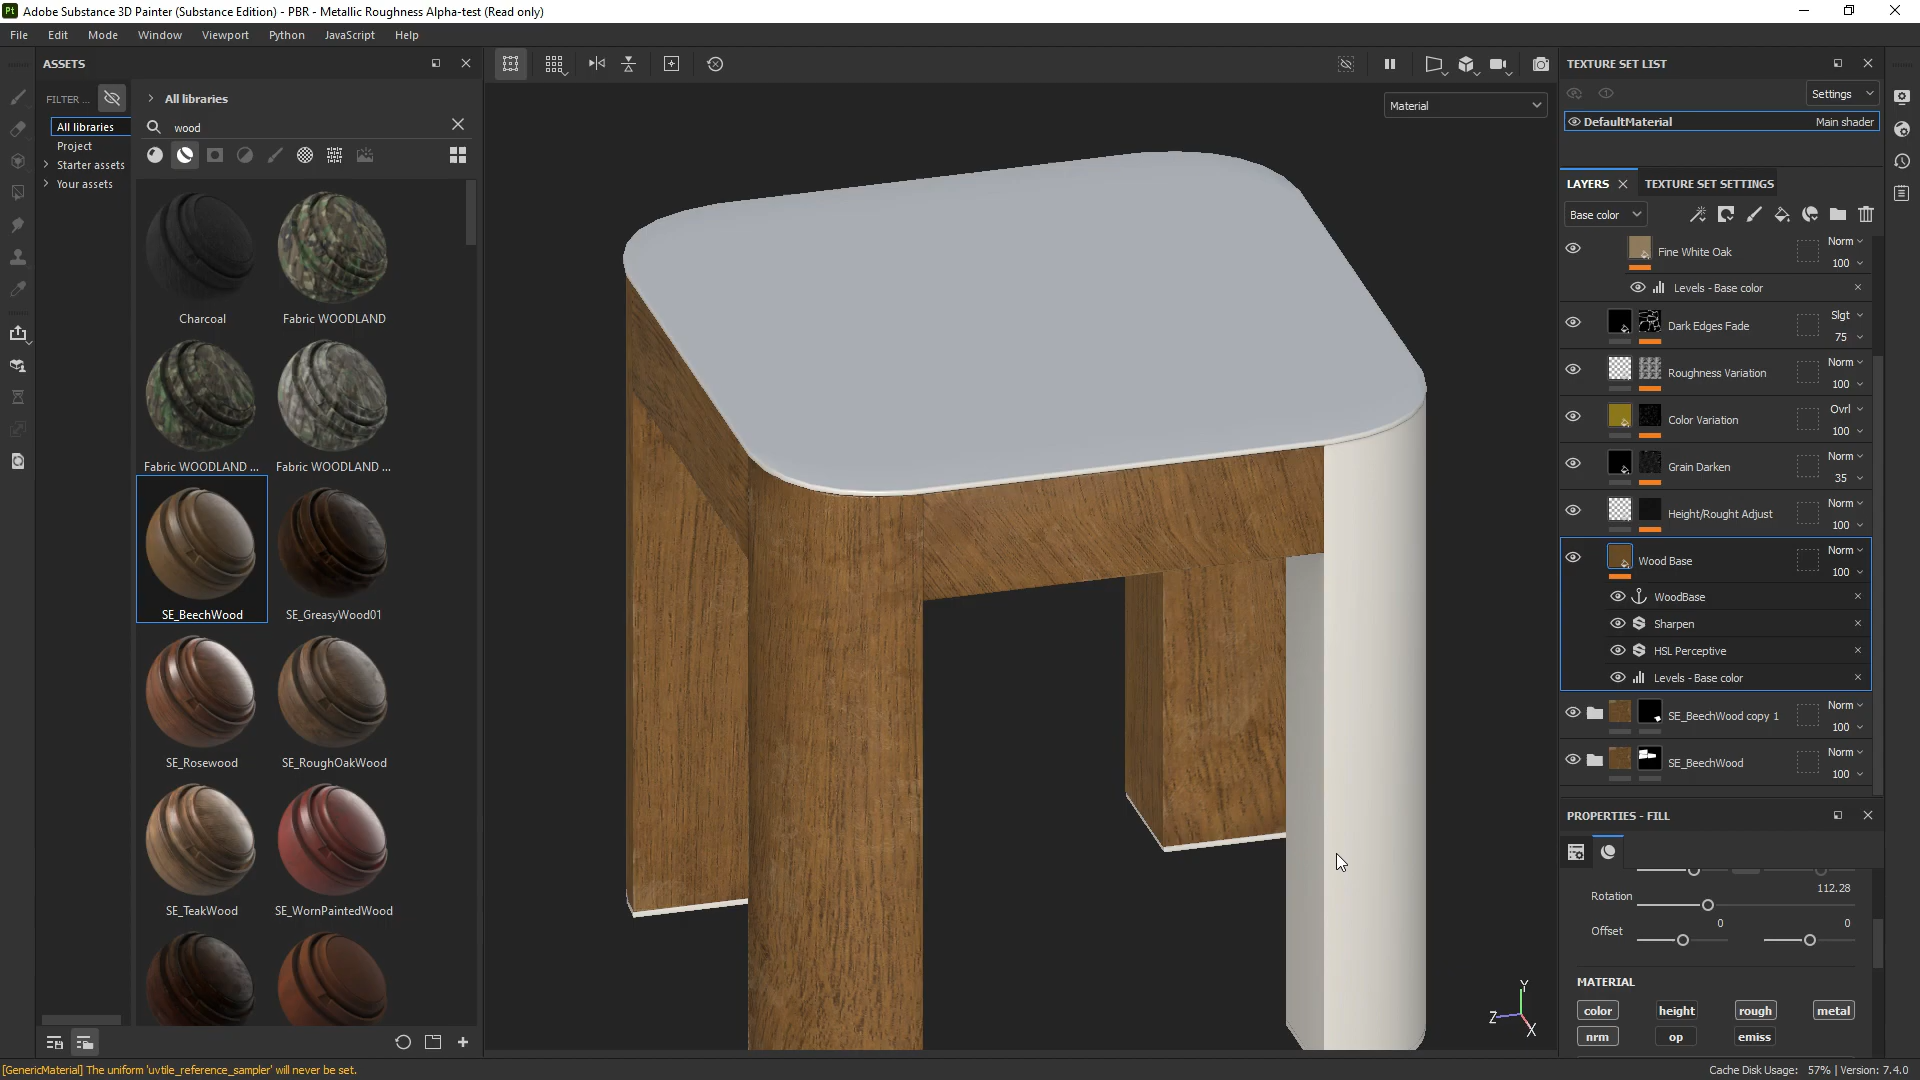 Pt Adobe Substance 3D Painter (Substance Edition) - PBR - Metallic Roughness Alpha-test (Read only)
File Edit Mode Window Viewport Python JavaScript Help
ASSETS
FILTER ...
All libraries
Project
Starter assets
Your assets
All libraries
wood
Charcoal
Fabric WOODLAND
Fabric WOODLAND ...
Fabric WOODLAND ...
SE_BeechWood
SE_GreasyWood01
SE_Rosewood
SE_RoughOakWood
SE_TeakWood
SE_WornPaintedWood
Material
Y
Z
X
TEXTURE SET LIST
Settings
DefaultMaterial Main shader
LAYERS TEXTURE SET SETTINGS
Base color
Fine White Oak Norm 100
Levels - Base color
Dark Edges Fade Slgt 75
Roughness Variation Norm 100
Color Variation Ovrl 100
Grain Darken Norm 35
Height/Rought Adjust Norm 100
Wood Base Norm 100
WoodBase
Sharpen
HSL Perceptive
Levels - Base color
SE_BeechWood copy 1 Norm 100
SE_BeechWood Norm 100
PROPERTIES - FILL
Rotation 112.28
Offset 0 0
MATERIAL
color height rough metal
nrm op emiss
[GenericMaterial] The uniform 'uvtile_reference_sampler' will never be set.
Cache Disk Usage: 57% | Version: 7.4.0